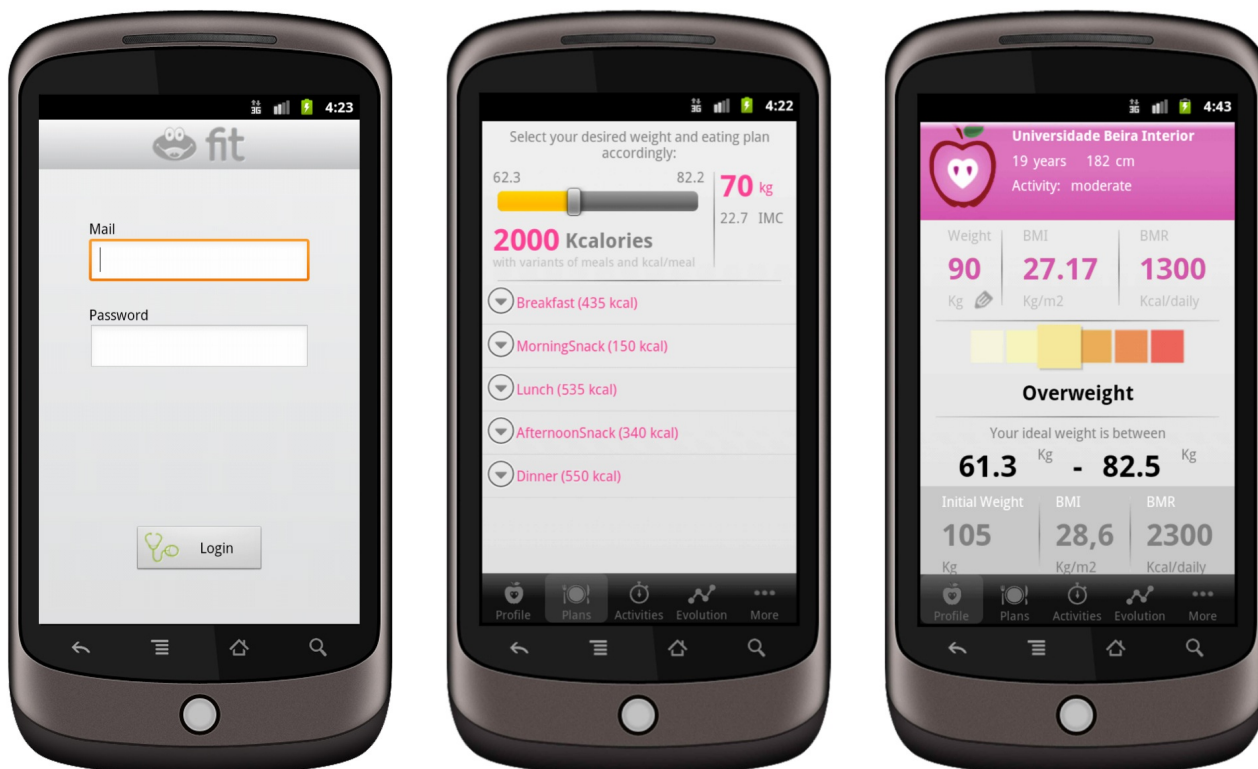 3G 4:23
fit
Mail
Password
Login
3G 4:22
Select your desired weight and eating plan
accordingly:
62.3 82.2
70 kg
22.7 IMC
2000 Kcalories
with variants of meals and kcal/meal
Breakfast (435 kcal)
MorningSnack (150 kcal)
Lunch (535 kcal)
AfternoonSnack (340 kcal)
Dinner (550 kcal)
Profile Plans Activities Evolution More
3G 4:43
Universidade Beira Interior
19 years 182 cm
Activity: moderate
Weight BMI BMR
90 27.17 1300
Kg Kg/m2 Kcal/daily
Overweight
Your ideal weight is between
61.3 Kg - 82.5 Kg
Initial Weight BMI BMR
105 28,6 2300
Kg Kg/m2 Kcal/daily
Profile Plans Activities Evolution More